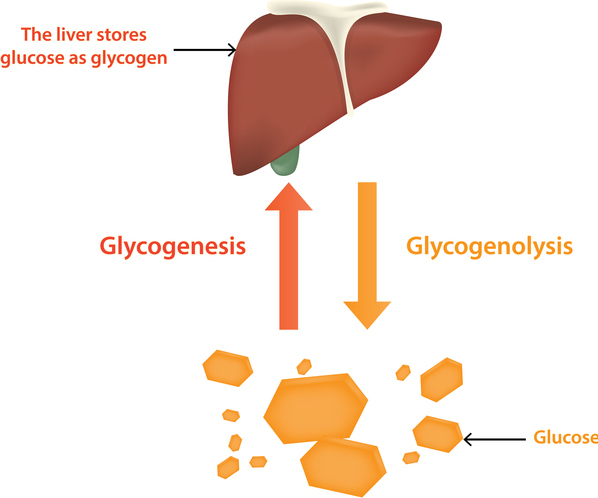 The liver stores
glucose as glycogen
Glycogenesis
Glycogenolysis
Glucose